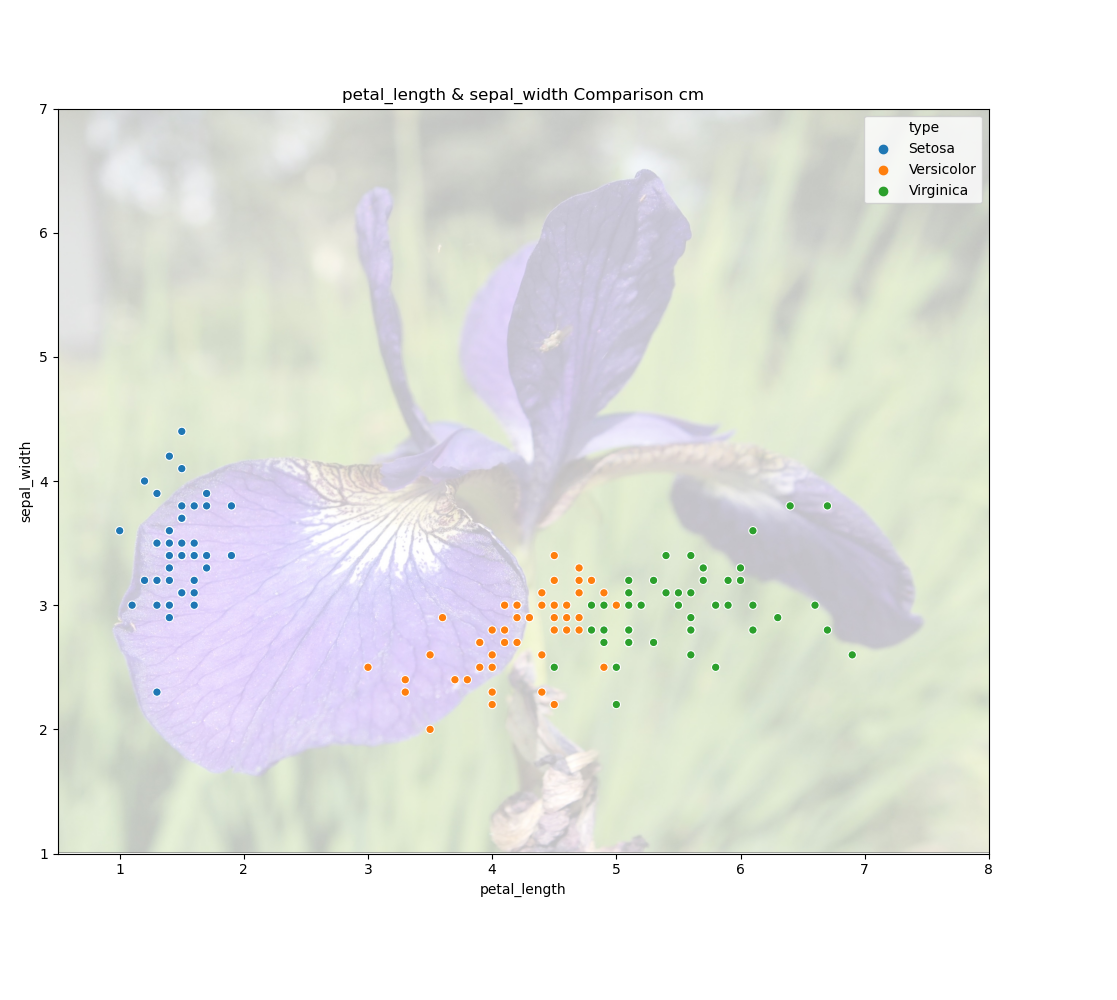 petal_length & sepal_width Comparison cm
type
Setosa
Versicolor
Virginica
7
6
5
4
3
2
1
sepal_width
1 2 3 4 5 6 7 8
petal_length